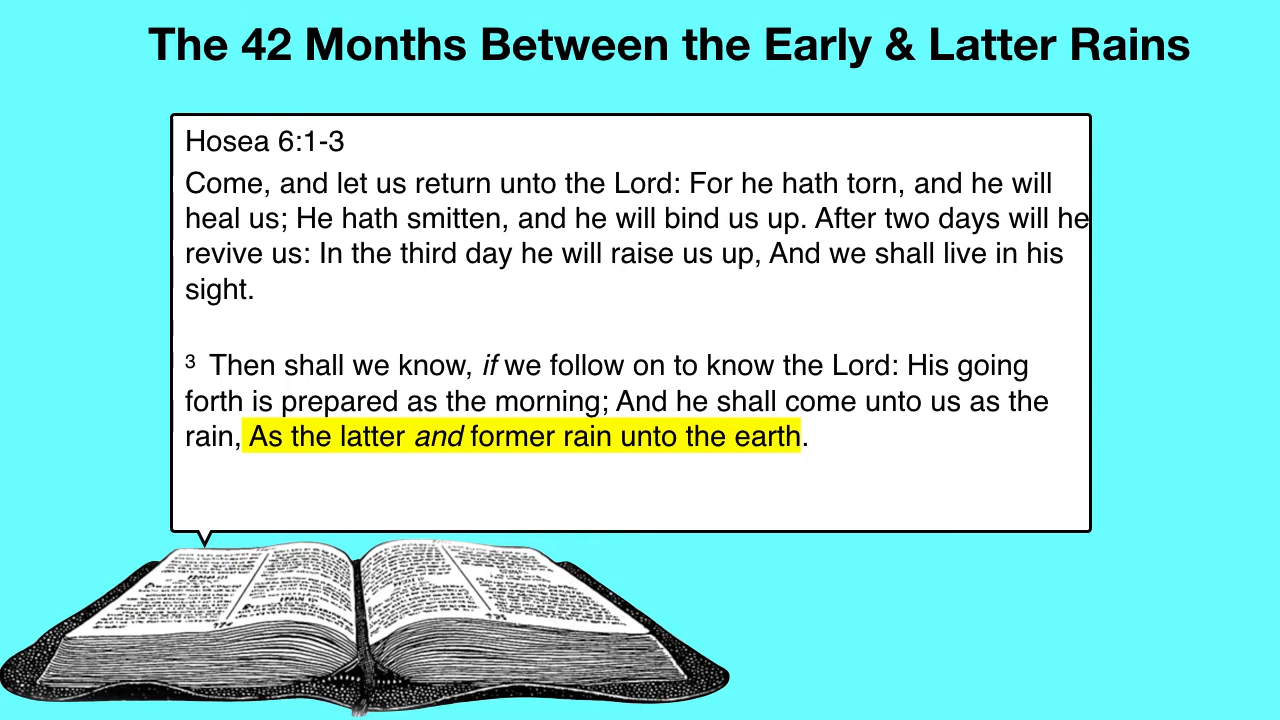 The 42 Months Between the Early & Latter Rains
Hosea 6:1-3
Come, and let us return unto the Lord: For he hath torn, and he will
heal us; He hath smitten, and he will bind us up. After two days will he
revive us: In the third day he will raise us up, And we shall live in his
sight.
3 Then shall we know, if we follow on to know the Lord: His going
forth is prepared as the morning; And he shall come unto us as the
rain, As the latter and former rain unto the earth.